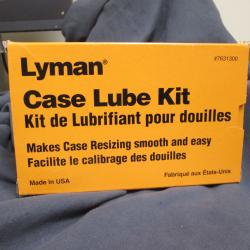 #7631300
Lyman®
Case Lube Kit
Kit de Lubrifiant pour douilles
Makes Case Resizing smooth and easy
Facilite le calibrage des douilles
Made in USA Fabriqué aux États-Unis